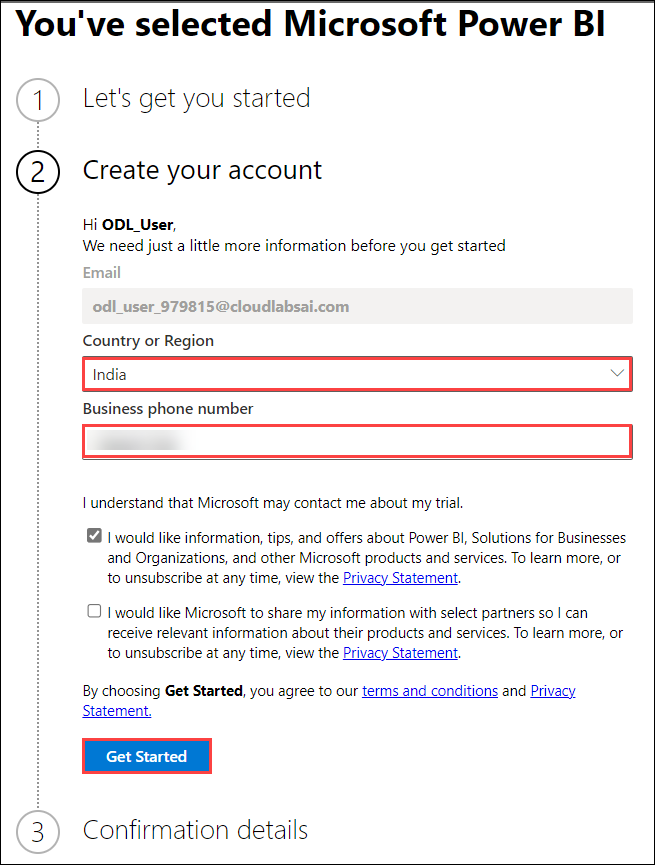 You've selected Microsoft Power BI
1 Let's get you started
2 Create your account
Hi ODL_User,
We need just a little more information before you get started
Email
odl_user_979815@cloudlabsai.com
Country or Region
India
Business phone number
I understand that Microsoft may contact me about my trial.
I would like information, tips, and offers about Power BI, Solutions for Businesses
and Organizations, and other Microsoft products and services. To learn more, or
to unsubscribe at any time, view the Privacy Statement.
I would like Microsoft to share my information with select partners so I can
receive relevant information about their products and services. To learn more, or
to unsubscribe at any time, view the Privacy Statement.
By choosing Get Started, you agree to our terms and conditions and Privacy
Statement.
Get Started
3 Confirmation details